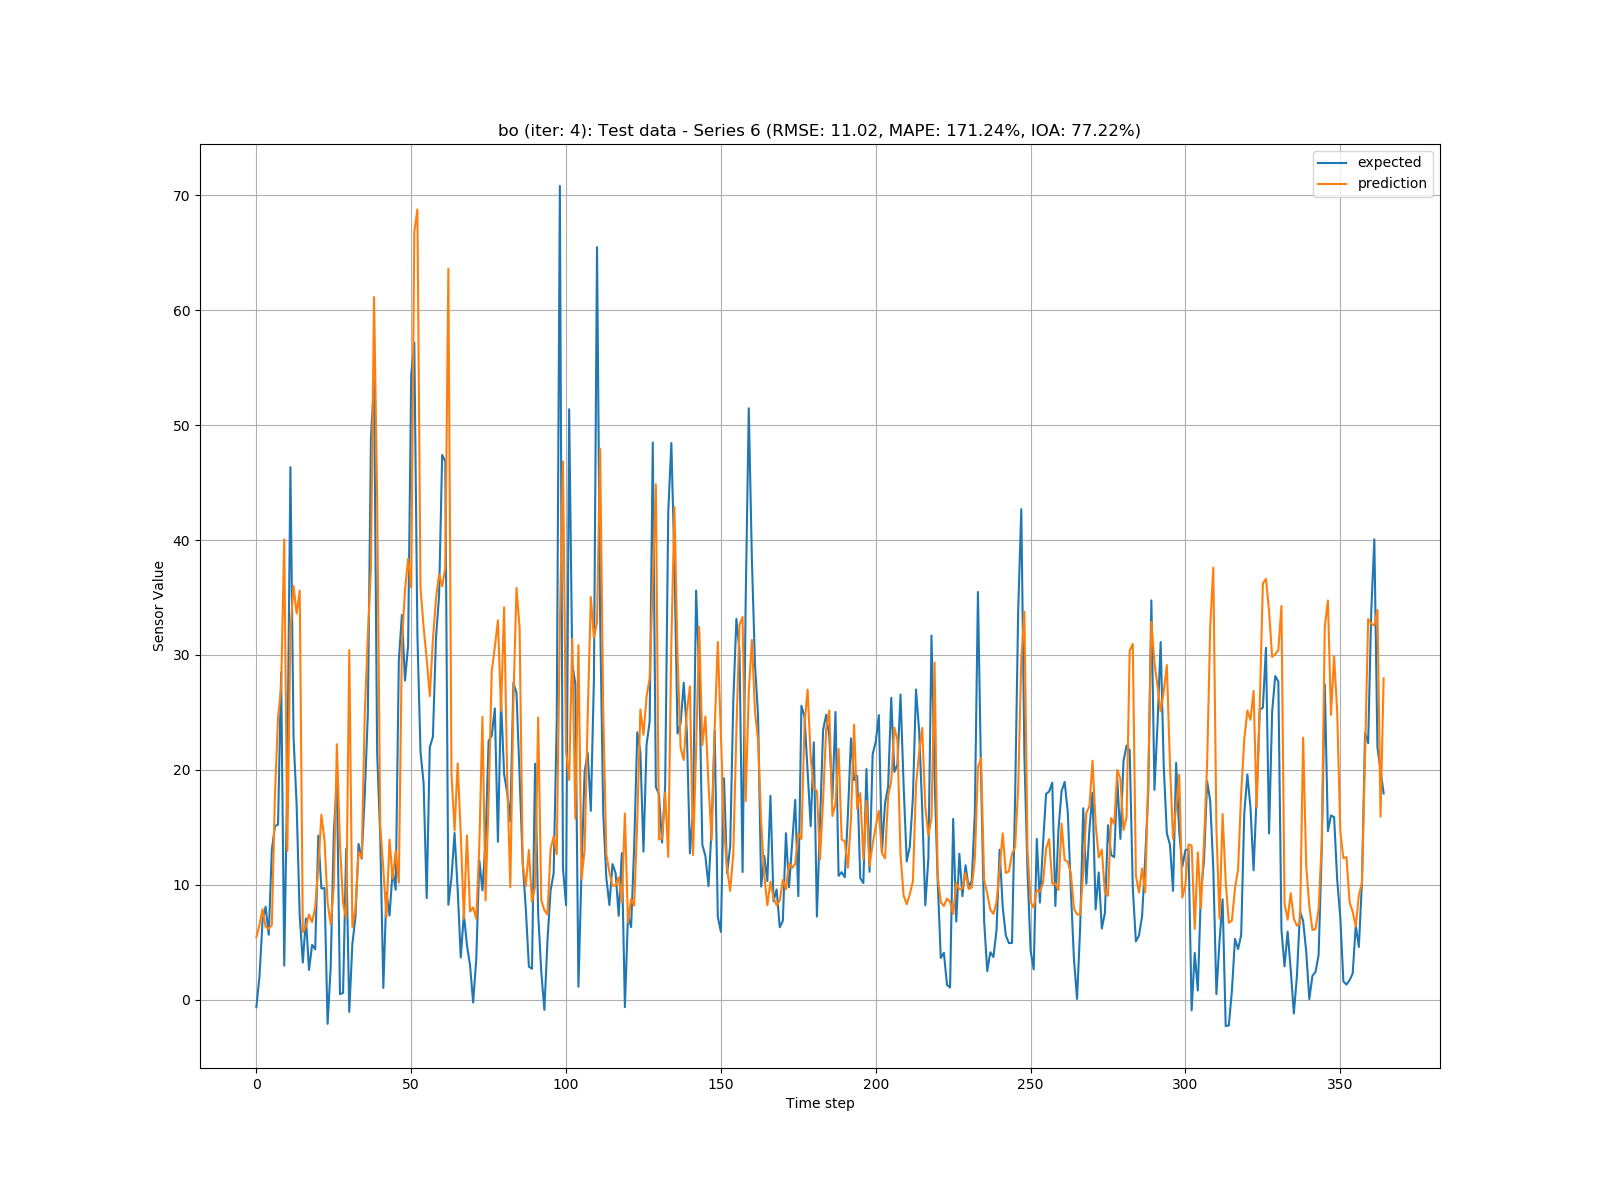 bo (iter: 4): Test data - Series 6 (RMSE: 11.02, MAPE: 171.24%, IOA: 77.22%)
expected
prediction
70
60
50
40
30
20
10
0
Sensor Value
0 50 100 150 200 250 300 350
Time step